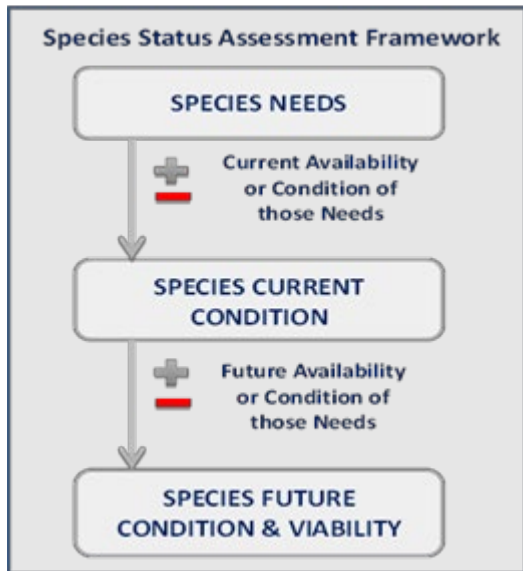 Species Status Assessment Framework
SPECIES NEEDS
Current Availability
or Condition of
those Needs
SPECIES CURRENT
CONDITION
Future Availability
or Condition of
those Needs
SPECIES FUTURE
CONDITION & VIABILITY